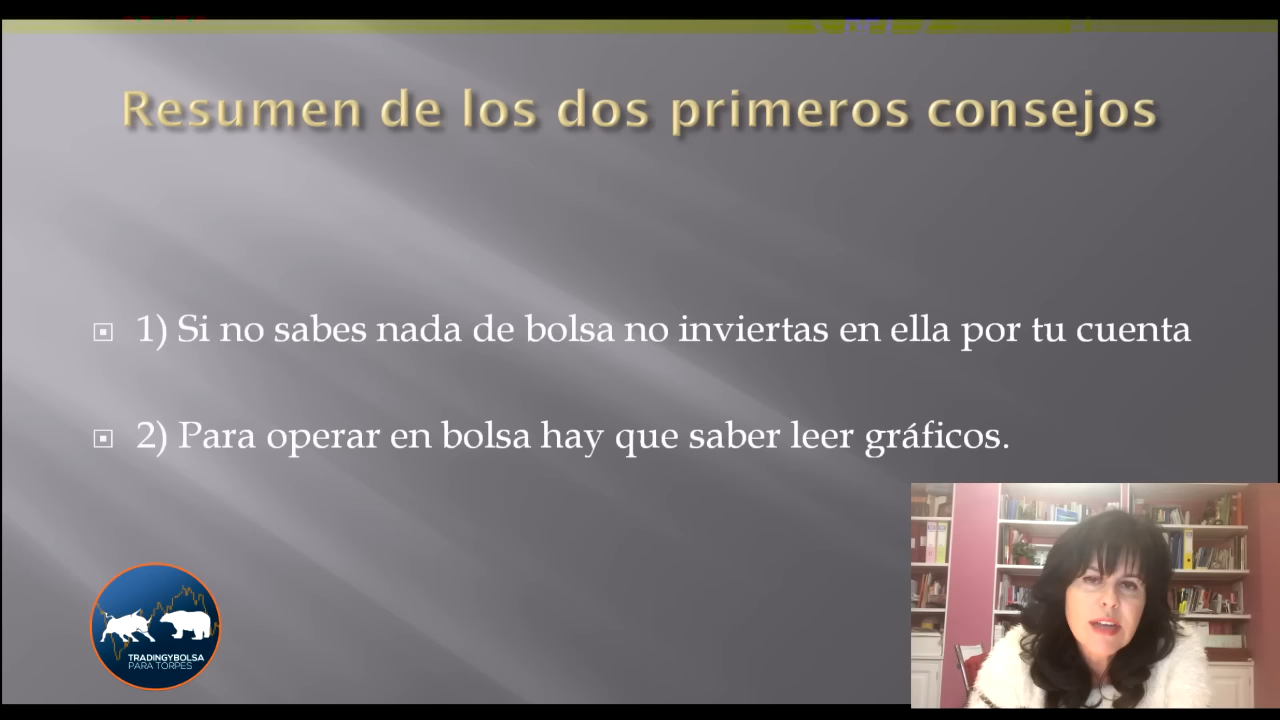 Resumen de los dos primeros consejos
1) Si no sabes nada de bolsa no inviertas en ella por tu cuenta
2) Para operar en bolsa hay que saber leer gráficos.
TRADINGYBOLSA
PARA TORPES